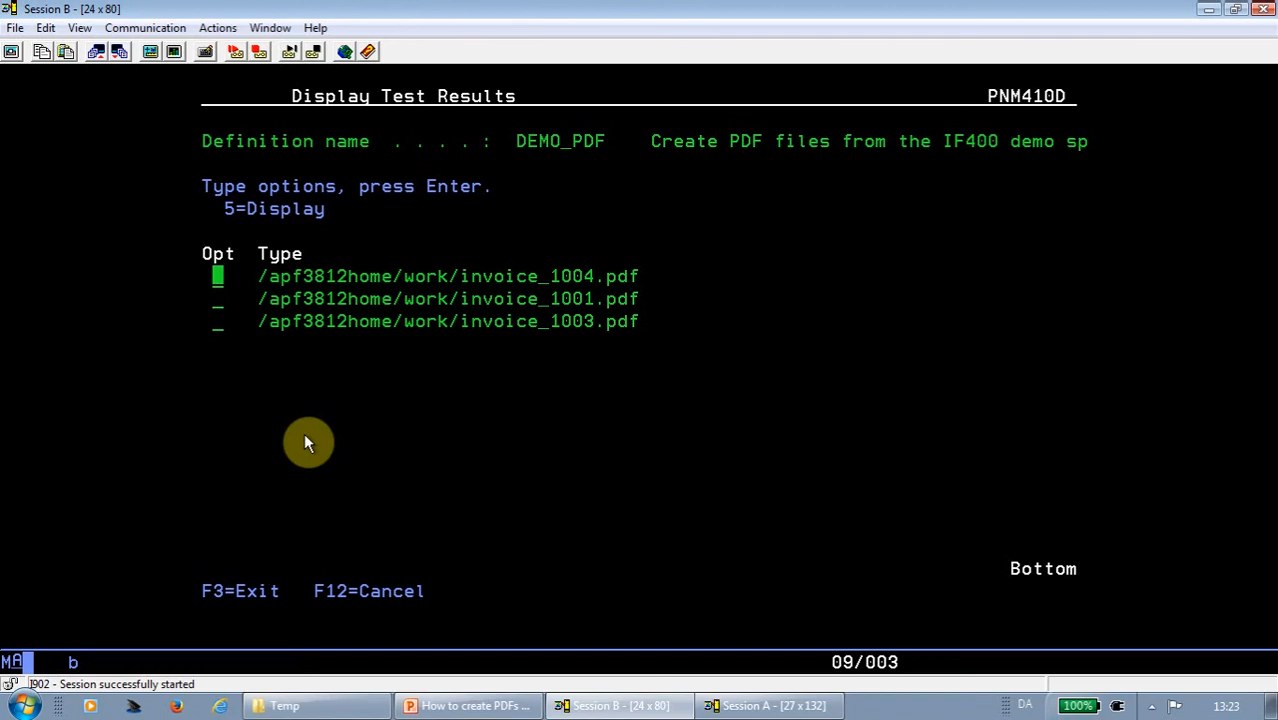 Session B - [24 x 80]
File Edit View Communication Actions Window Help
Display Test Results PNM410D
Definition name . . . . : DEMO_PDF Create PDF files from the IF400 demo sp
Type options, press Enter.
5=Display
Opt Type
/apf3812home/work/invoice_1004.pdf
_ /apf3812home/work/invoice_1001.pdf
_ /apf3812home/work/invoice_1003.pdf
Bottom
F3=Exit F12=Cancel
MA b 09/003
I902 - Session successfully started
Temp How to create PDFs ... Session B - [24 x 80] Session A - [27 x 132] DA 100% 13:23